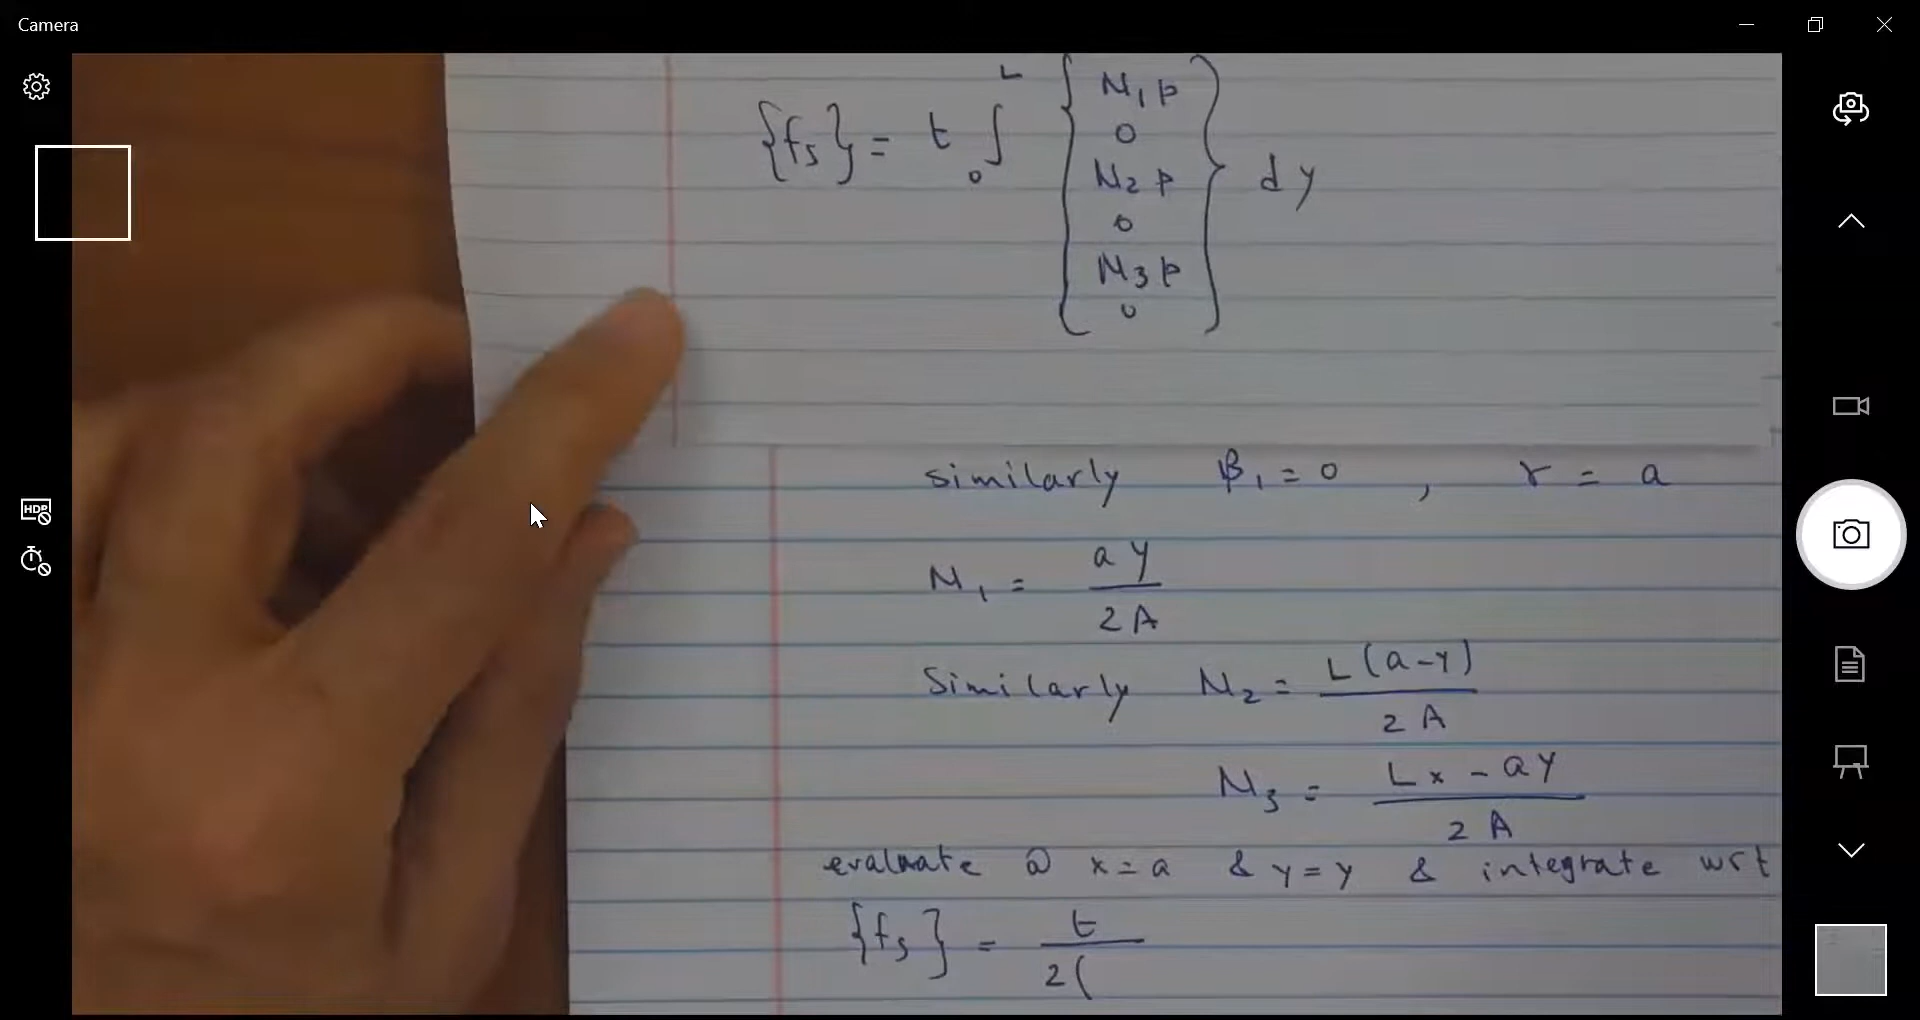 Camera
{fs} = t ∫₀ᴸ { N₁p 0 N₂p 0 N₃p 0 } dy
similarly β₁ = 0 , r = a
N₁ = ay / 2A
Similarly N₂ = L(a-y) / 2A
N₃ = Lx - ay / 2A
evaluate @ x = a & y = y & integrate wrt
{fs} = t / 2(
HDR